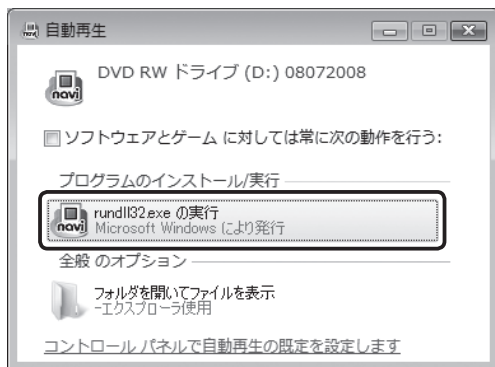 自動再生
DVD RW ドライブ (D:) 08072008
navi
ソフトウェアとゲーム に対しては常に次の動作を行う:
プログラムのインストール/実行
navi
rundll32.exe の実行
Microsoft Windows により発行
全般 のオプション
フォルダを開いてファイルを表示
-エクスプローラ使用
コントロール パネルで自動再生の既定を設定します